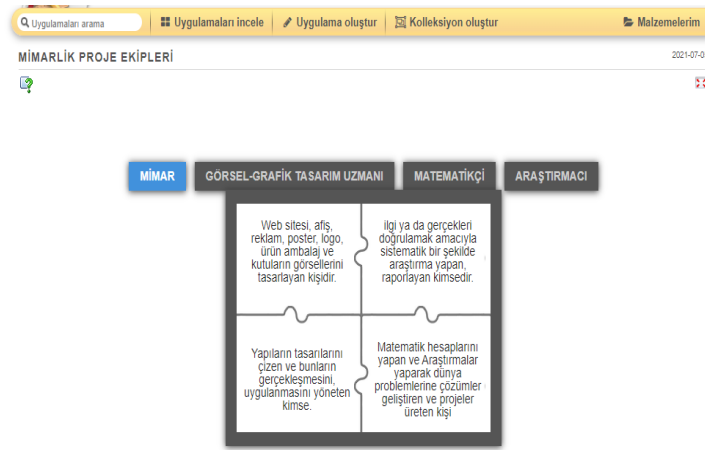 Uygulamaları arama
Uygulamaları incele
Uygulama oluştur
Kolleksiyon oluştur
Malzemelerim
MİMARLİK PROJE EKİPLERİ
2021-07-0
MİMAR
GÖRSEL-GRAFİK TASARIM UZMANI
MATEMATİKÇİ
ARAŞTIRMACI
Web sitesi, afiş,
reklam, poster, logo,
ürün ambalaj ve
kutuların görsellerini
tasarlayan kişidir.
ilgi ya da gerçekleri
doğrulamak amacıyla
sistematik bir şekilde
araştırma yapan,
raporlayan kimsedir.
Yapıların tasarılarını
çizen ve bunların
gerçekleşmesini,
uygulanmasını yöneten
kimse.
Matematik hesaplarını
yapan ve Araştırmalar
yaparak dünya
problemlerine çözümler
geliştiren ve projeler
üreten kişi